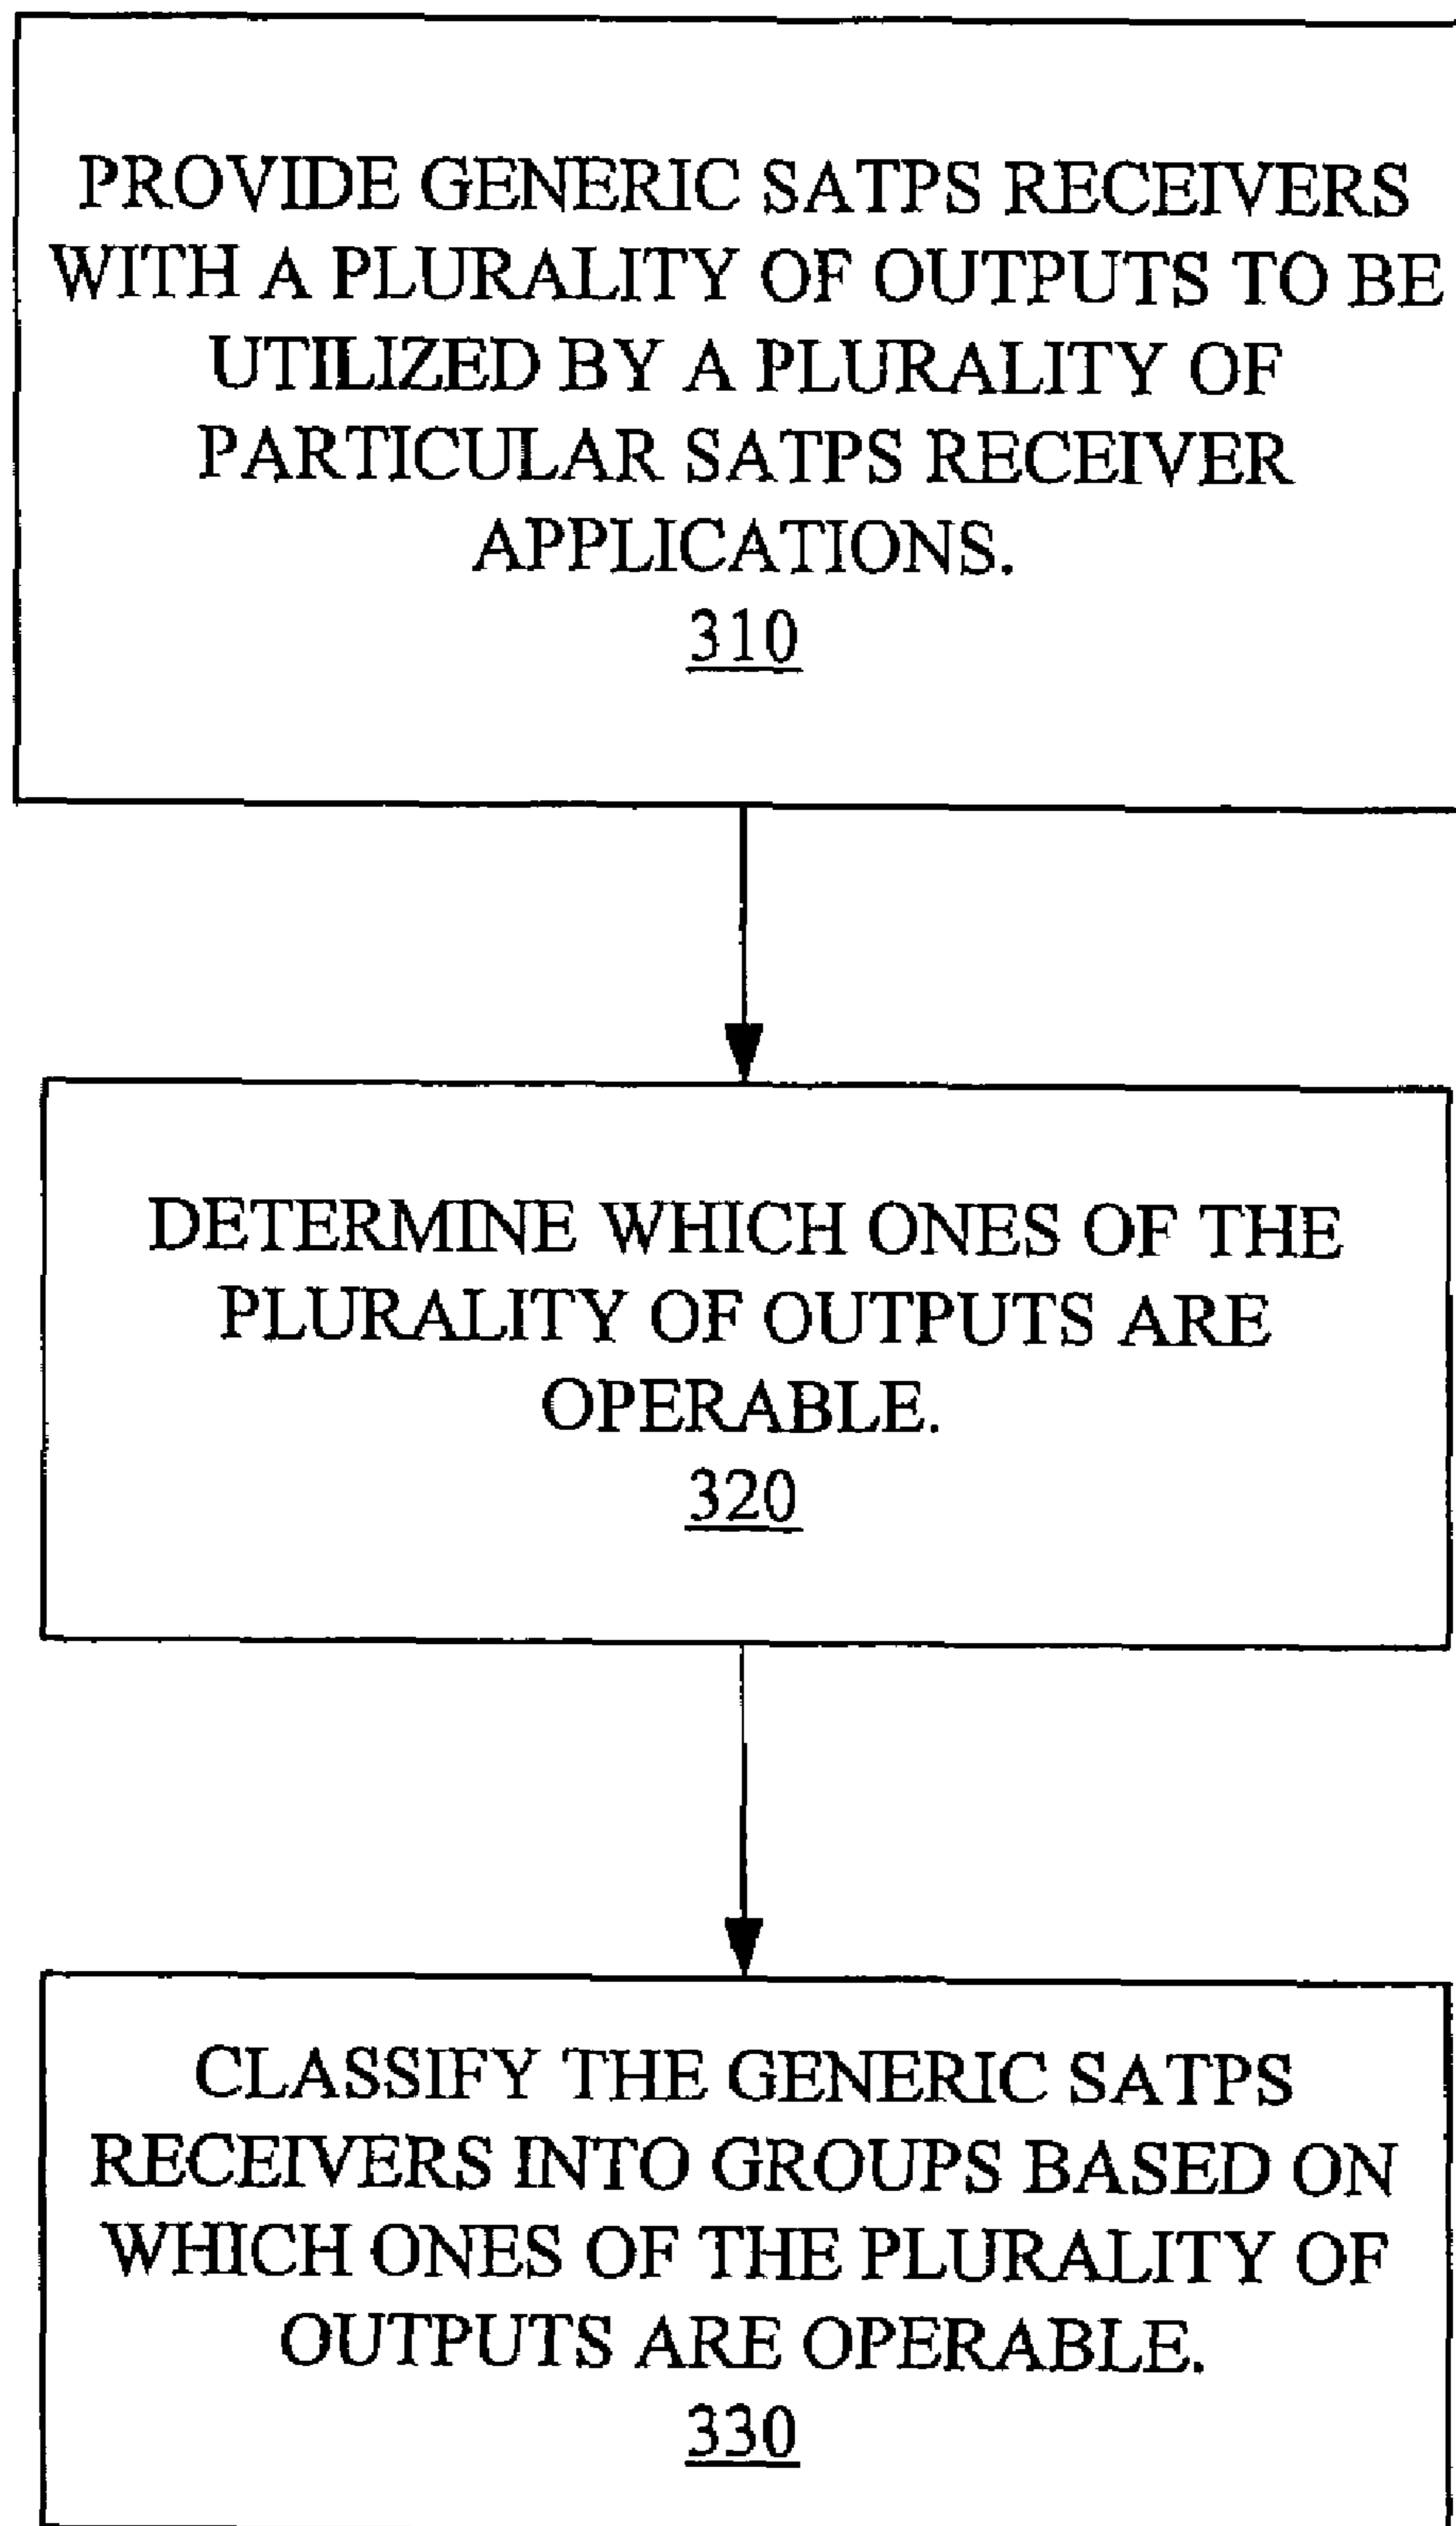 PROVIDE GENERIC SATPS RECEIVERS
WITH A PLURALITY OF OUTPUTS TO BE
UTILIZED BY A PLURALITY OF
PARTICULAR SATPS RECEIVER
APPLICATIONS.
310
DETERMINE WHICH ONES OF THE
PLURALITY OF OUTPUTS ARE
OPERABLE.
320
CLASSIFY THE GENERIC SATPS
RECEIVERS INTO GROUPS BASED ON
WHICH ONES OF THE PLURALITY OF
OUTPUTS ARE OPERABLE.
330